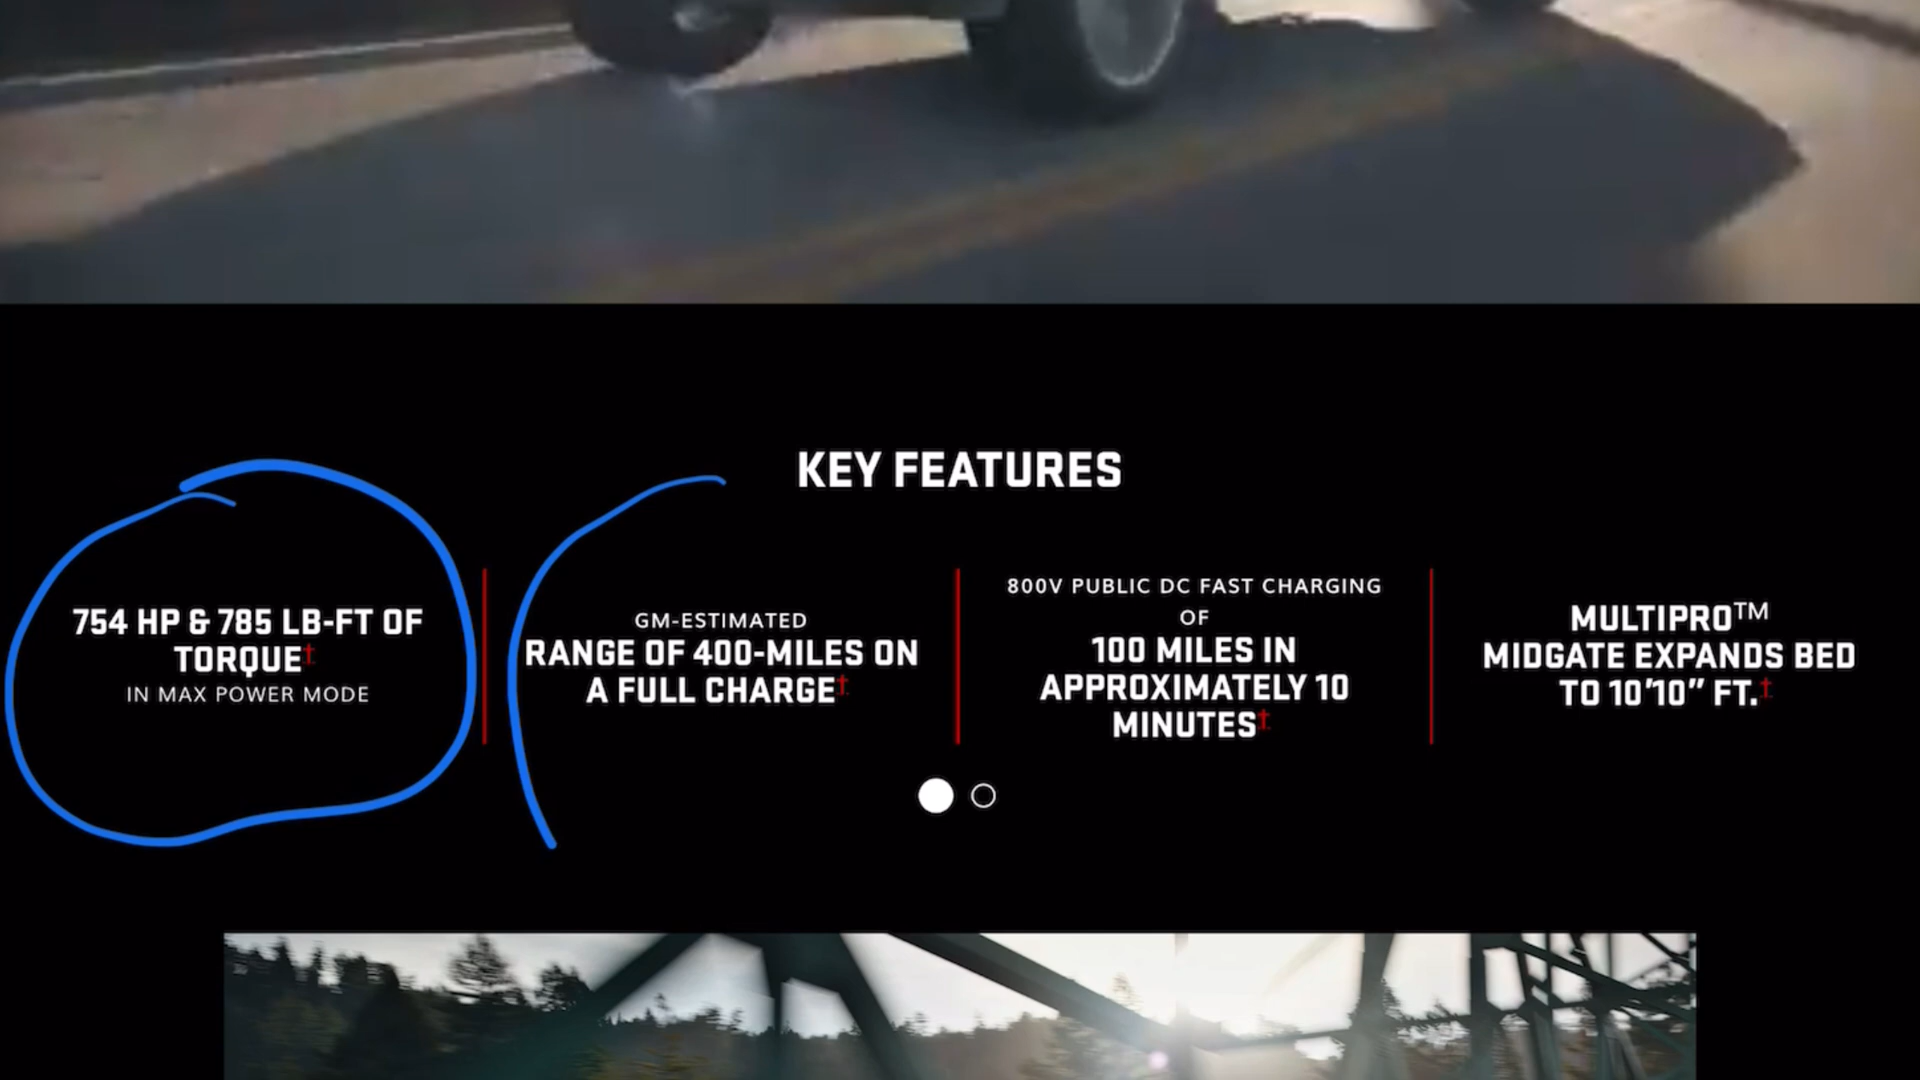 KEY FEATURES
754 HP & 785 LB-FT OF
TORQUE†
IN MAX POWER MODE
GM-ESTIMATED
RANGE OF 400-MILES ON
A FULL CHARGE†
800V PUBLIC DC FAST CHARGING
OF
100 MILES IN
APPROXIMATELY 10
MINUTES†
MULTIPRO™
MIDGATE EXPANDS BED
TO 10'10" FT.†